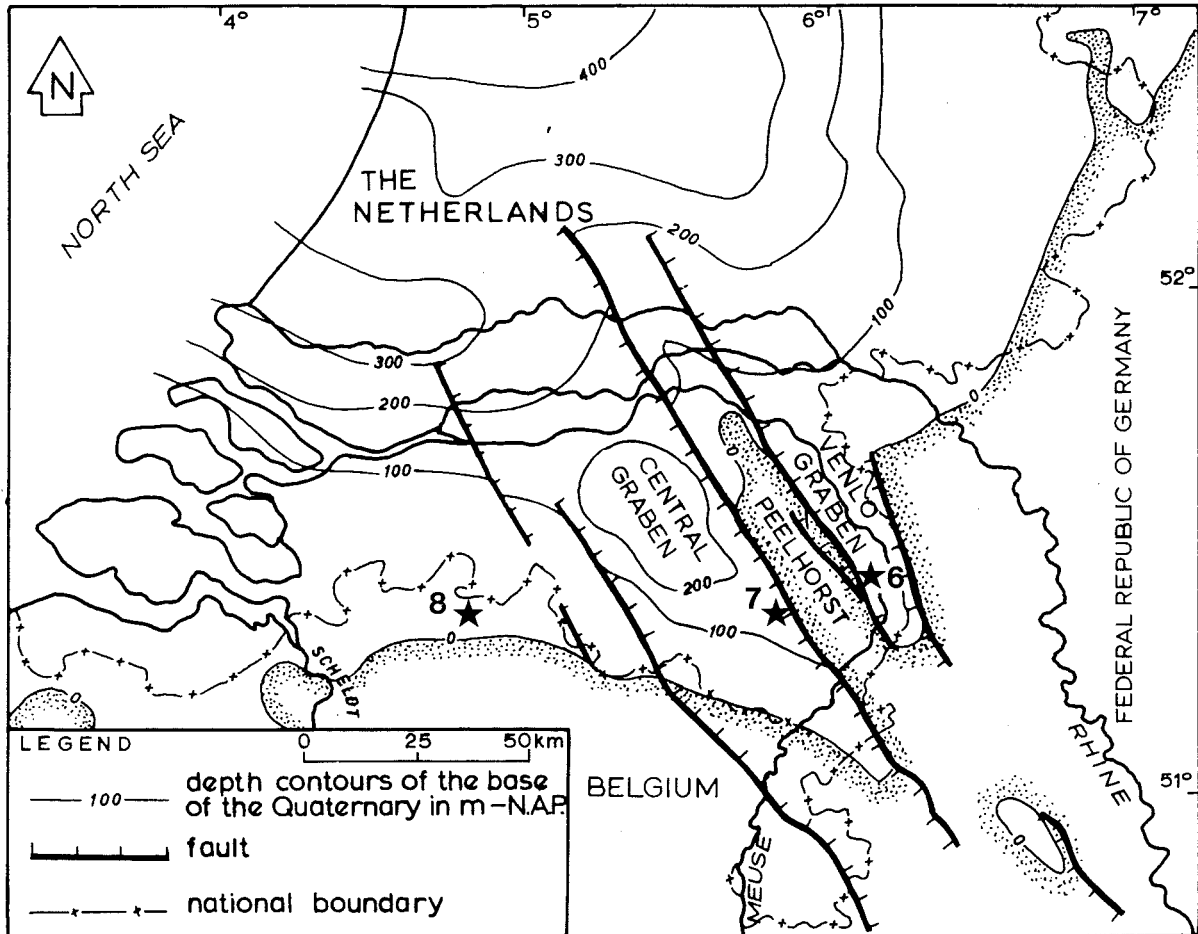 4°
5°
6°
7°
N
NORTH SEA
400
300
THE
NETHERLANDS
200
52°
100
300
200
100
0
0
CENTRAL
GRABEN
200
VENLO
GRABEN
PEELHORST
6
7
8
100
0
0
SCHELDT
FEDERAL REPUBLIC OF GERMANY
RHINE
BELGIUM
MEUSE
51°
0
LEGEND
0 25 50km
100 depth contours of the base
of the Quaternary in m-N.A.P.
fault
national boundary